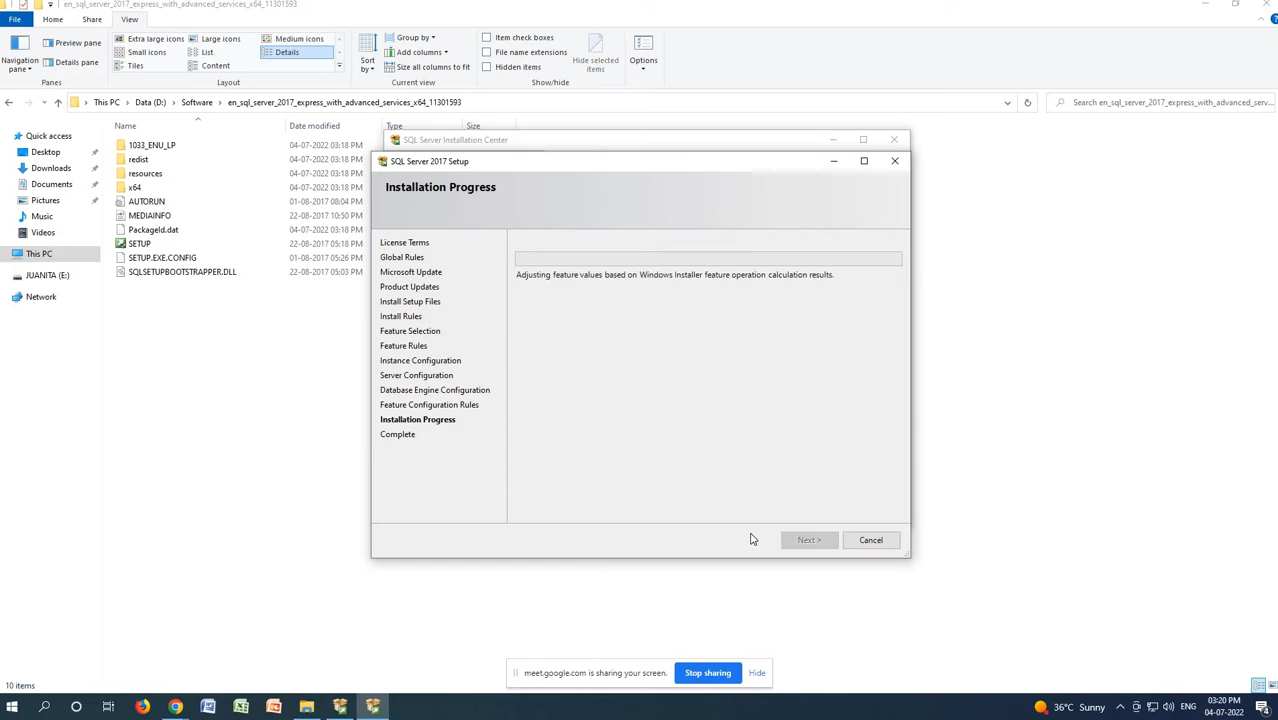 en_sql_server_2017_express_with_advanced_services_x64_11301593
File Home Share View
Navigation pane
Preview pane
Details pane
Panes
Extra large icons Large icons Medium icons
Small icons List Details
Tiles Content
Layout
Sort by
Group by
Add columns
Size all columns to fit
Current view
Item check boxes
File name extensions
Hidden items
Hide selected items
Show/hide
Options
This PC Data (D:) Software en_sql_server_2017_express_with_advanced_services_x64_11301593
Search en_sql_server_2017_express_with_advanced_serv...
Quick access
Desktop
Downloads
Documents
Pictures
Music
Videos
This PC
JUANITA (E:)
Network
Name Date modified Type Size
1033_ENU_LP 04-07-2022 03:18 PM
redist 04-07-2022 03:18 PM
resources 04-07-2022 03:18 PM
x64 04-07-2022 03:18 PM
AUTORUN 01-08-2017 08:04 PM
MEDIAINFO 22-08-2017 10:50 PM
PackageId.dat 04-07-2022 03:18 PM
SETUP 22-08-2017 05:18 PM
SETUP.EXE.CONFIG 01-08-2017 05:26 PM
SQLSETUPBOOTSTRAPPER.DLL 22-08-2017 05:03 PM
SQL Server Installation Center
SQL Server 2017 Setup
Installation Progress
License Terms
Global Rules
Microsoft Update
Product Updates
Install Setup Files
Install Rules
Feature Selection
Feature Rules
Instance Configuration
Server Configuration
Database Engine Configuration
Feature Configuration Rules
Installation Progress
Complete
Adjusting feature values based on Windows Installer feature operation calculation results.
Next > Cancel
meet.google.com is sharing your screen. Stop sharing Hide
10 items
36°C Sunny ENG 03:20 PM
04-07-2022
4